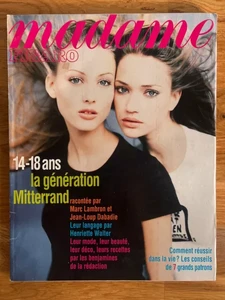 madame
FIGARO
14-18 ans
la génération
Mitterrand
racontée par
Marc Lambron et
Jean-Loup Dabadie
Leur langage par
Henriette Walter
Leur mode, leur beauté,
leur déco, leurs recettes
par les benjamines
de la rédaction
Comment réussir
dans la vie? Les conseils
de 7 grands patrons